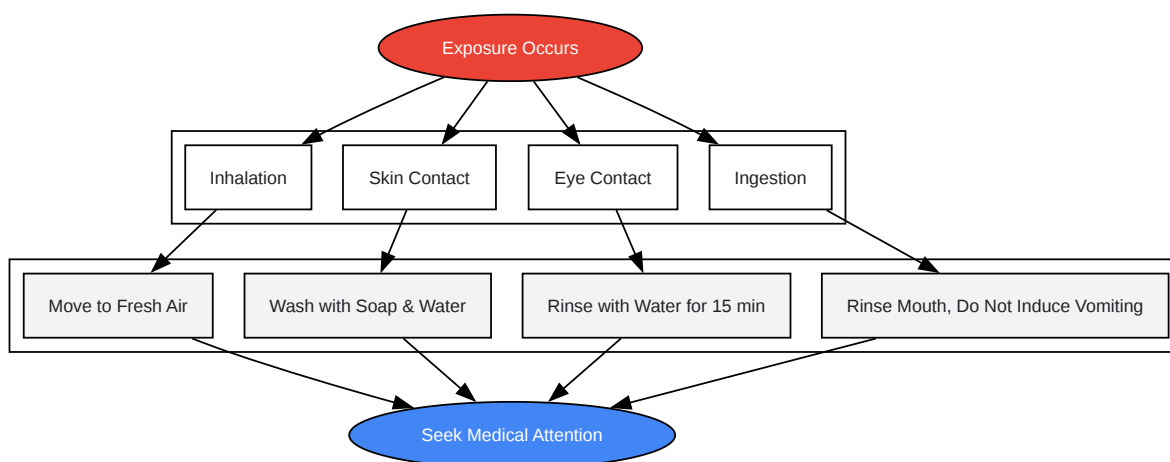 Exposure Occurs
Inhalation
Skin Contact
Eye Contact
Ingestion
Move to Fresh Air
Wash with Soap & Water
Rinse with Water for 15 min
Rinse Mouth, Do Not Induce Vomiting
Seek Medical Attention